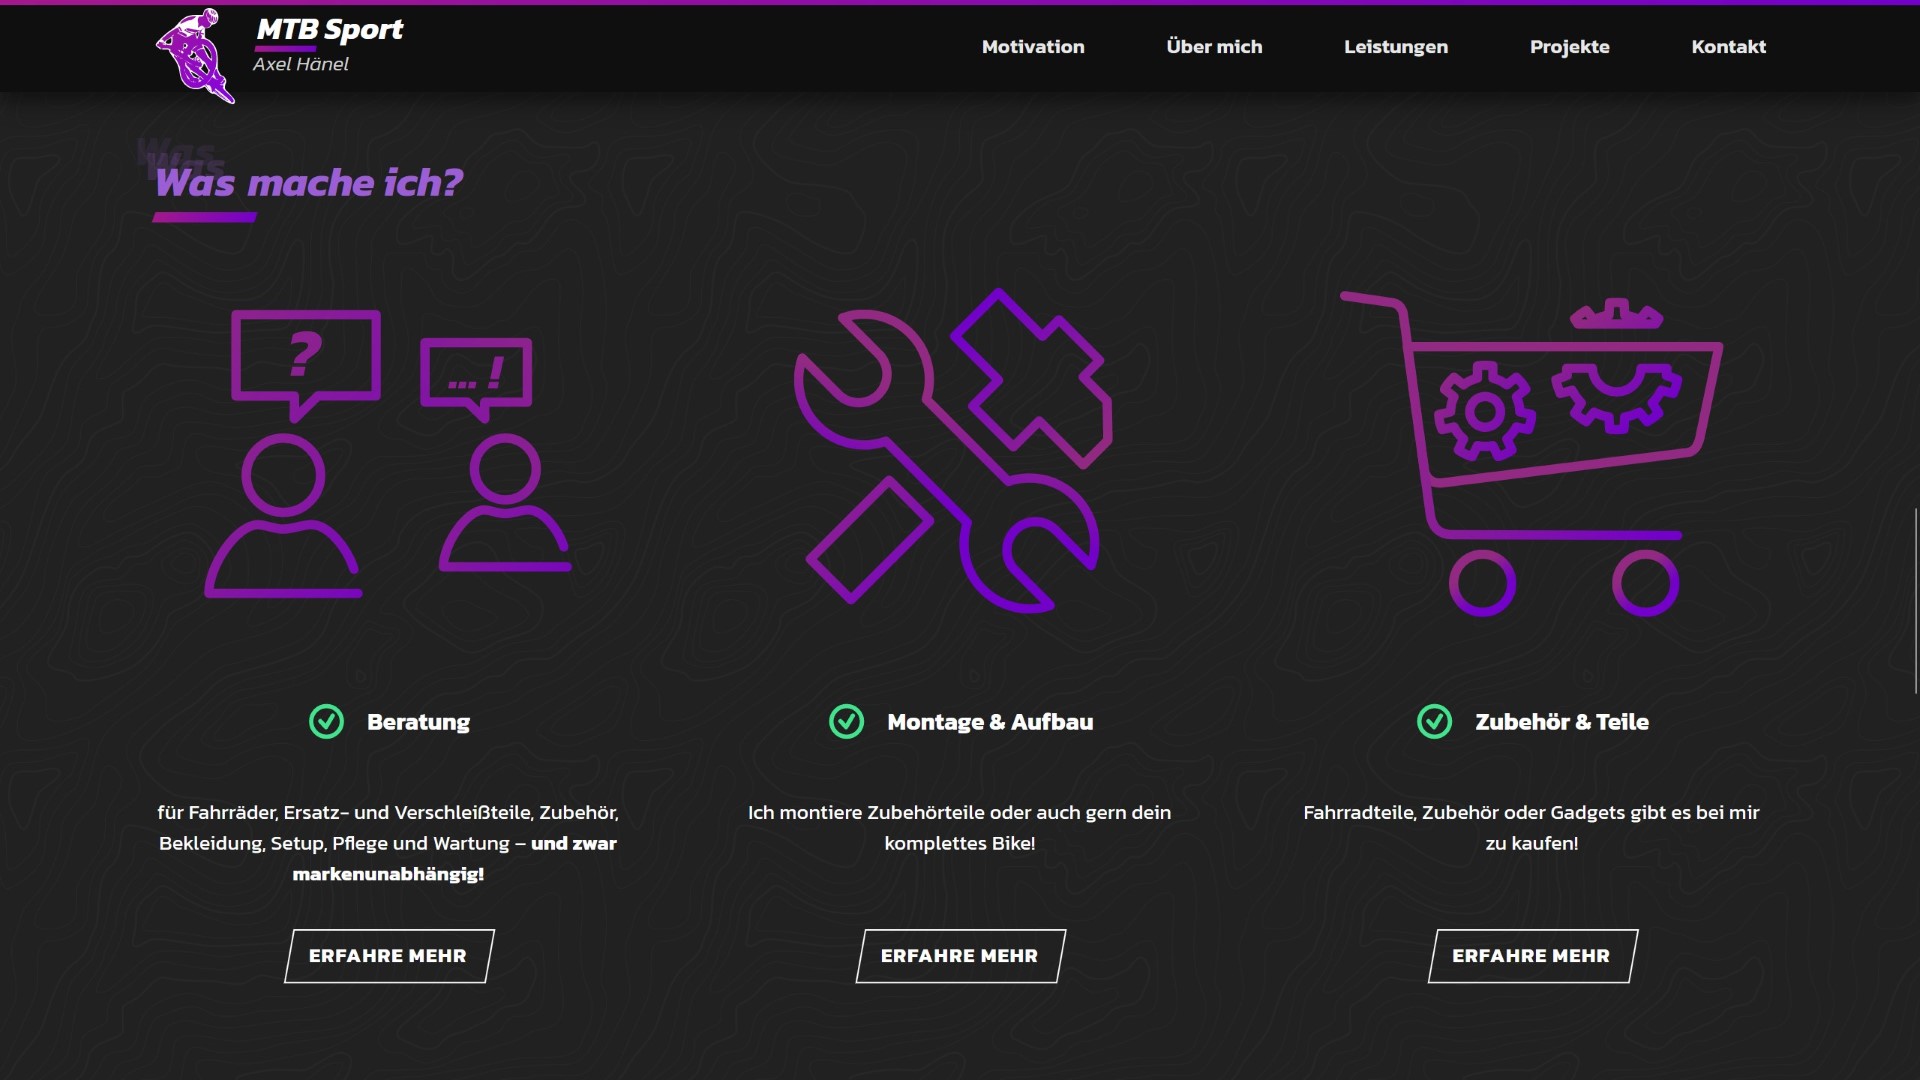 MTB Sport
Axel Hänel
Motivation
Über mich
Leistungen
Projekte
Kontakt
Was
Was
Was mache ich?
?
... !
Beratung
für Fahrräder, Ersatz- und Verschleißteile, Zubehör,
Bekleidung, Setup, Pflege und Wartung – und zwar
markenunabhängig!
ERFAHRE MEHR
Montage & Aufbau
Ich montiere Zubehörteile oder auch gern dein
komplettes Bike!
ERFAHRE MEHR
Zubehör & Teile
Fahrradteile, Zubehör oder Gadgets gibt es bei mir
zu kaufen!
ERFAHRE MEHR